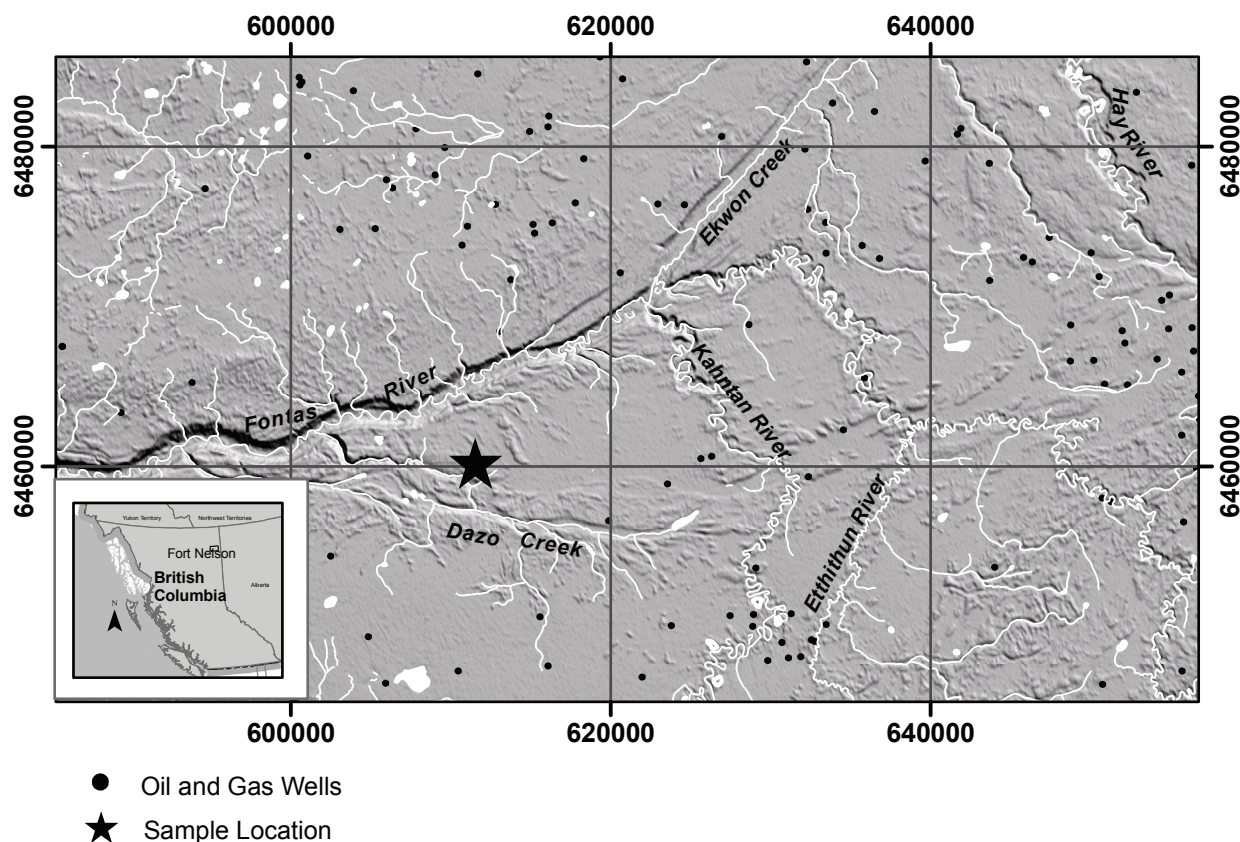 600000 620000 640000
6480000 6480000
Hay River
Ekwon Creek
Fontas River
Kahntan River
6460000 6460000
Dazo Creek
Etthithun River
Yukon Territory Northwest Territories
Fort Nelson
British
Columbia
Alberta
N
600000 620000 640000
Oil and Gas Wells
Sample Location